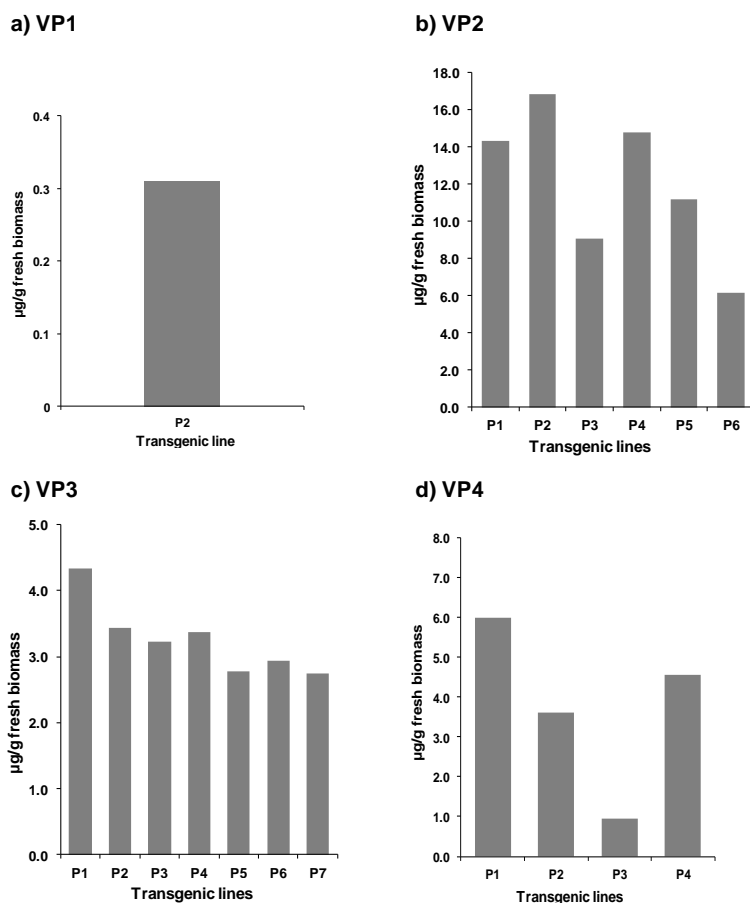 a) VP1
µg/g fresh biomass
0.4
0.3
0.2
0.1
0
P2
Transgenic line
b) VP2
µg/g fresh biomass
18.0
16.0
14.0
12.0
10.0
8.0
6.0
4.0
2.0
0.0
P1 P2 P3 P4 P5 P6
Transgenic lines
c) VP3
µg/g fresh biomass
5.0
4.0
3.0
2.0
1.0
0.0
P1 P2 P3 P4 P5 P6 P7
Transgenic lines
d) VP4
µg/g fresh biomass
8.0
7.0
6.0
5.0
4.0
3.0
2.0
1.0
0.0
P1 P2 P3 P4
Transgenic lines